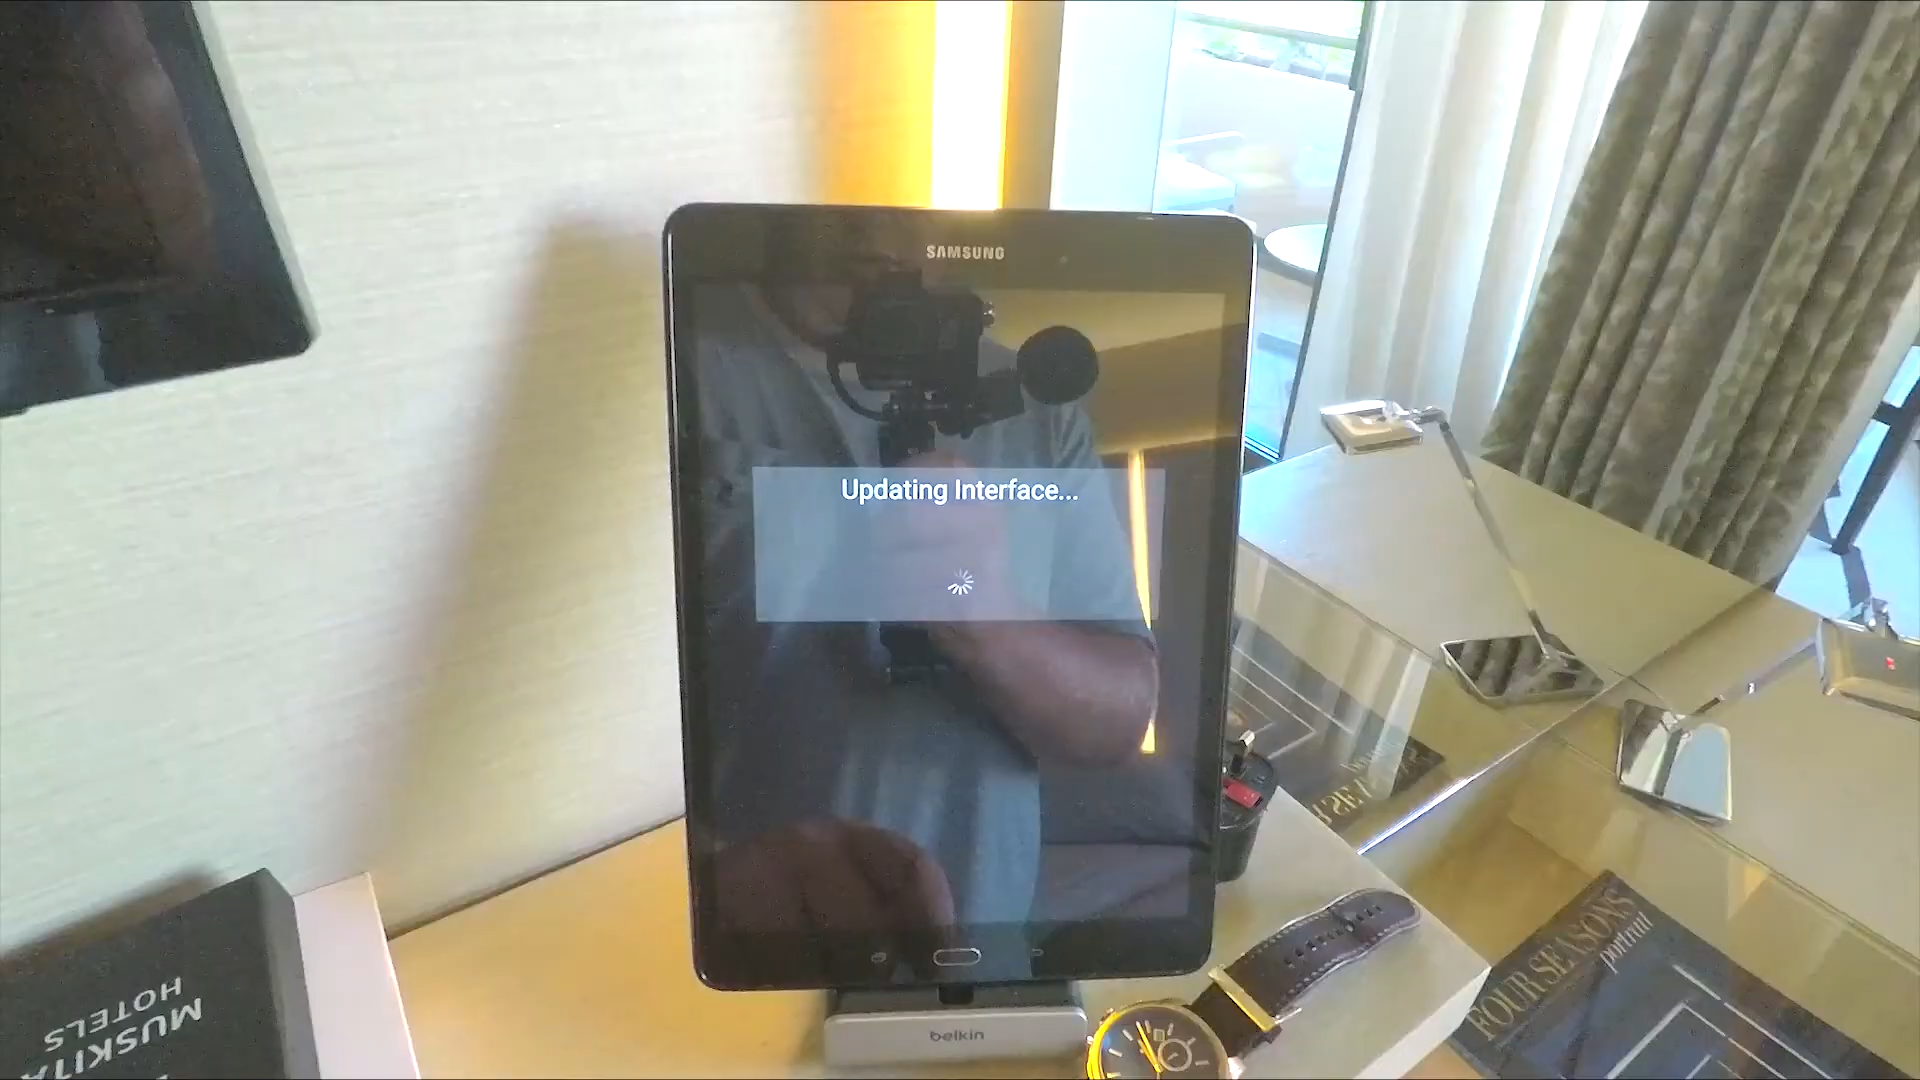 SAMSUNG
Updating Interface...
belkin
FOUR SEASONS
portrait
MUSKITA
HOTELS